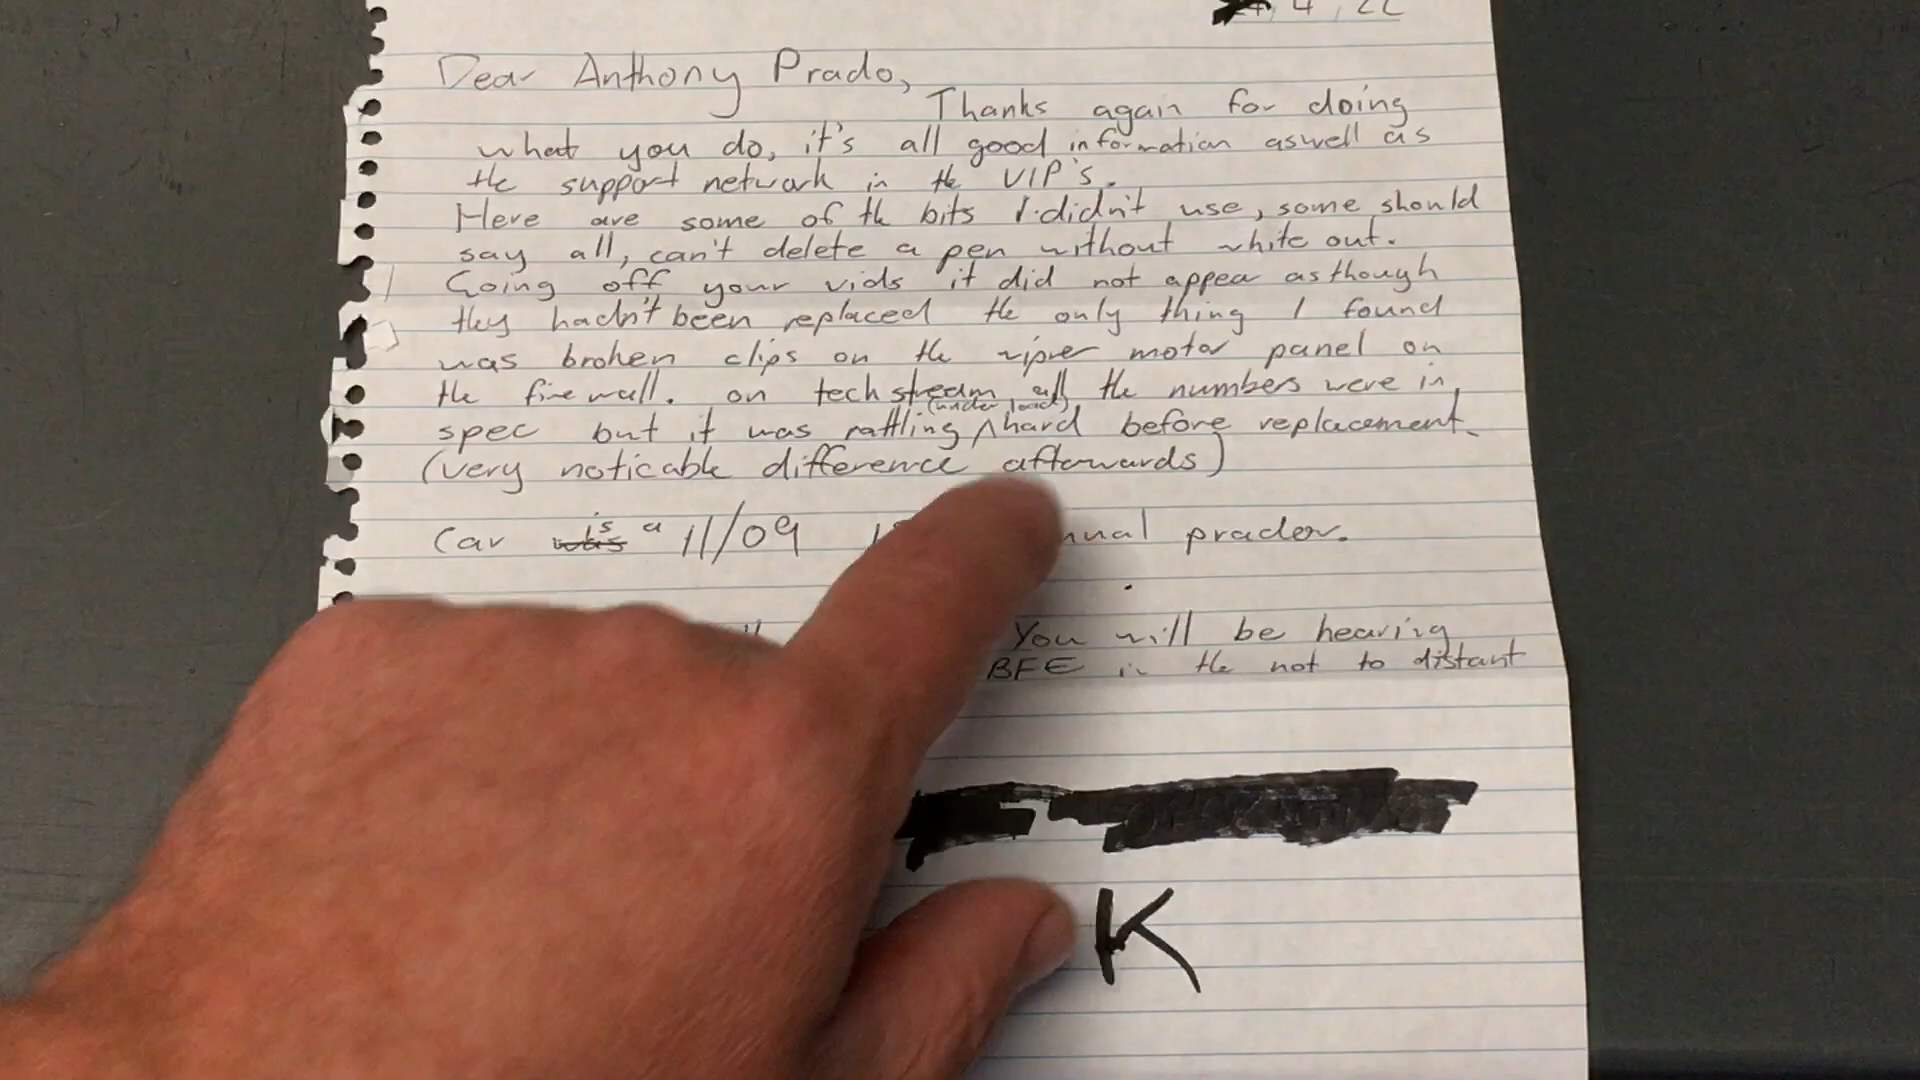 4, 22
Dear Anthony Prado,
Thanks again for doing
what you do, it's all good information aswell as
the support network in the VIP's.
Here are some of the bits I didn't use, some should
say all, can't delete a pen without white out.
Going off your vids it did not appear as though
they hadn't been replaced the only thing I found
was broken clips on the wiper motor panel on
the firewall. on tech stream all the numbers were in
(under load)
spec but it was rattling ^ hard before replacement.
(very noticable difference afterwards)
Car is a 11/09 prador.
You will be hearing
BFE in the not to distant
K